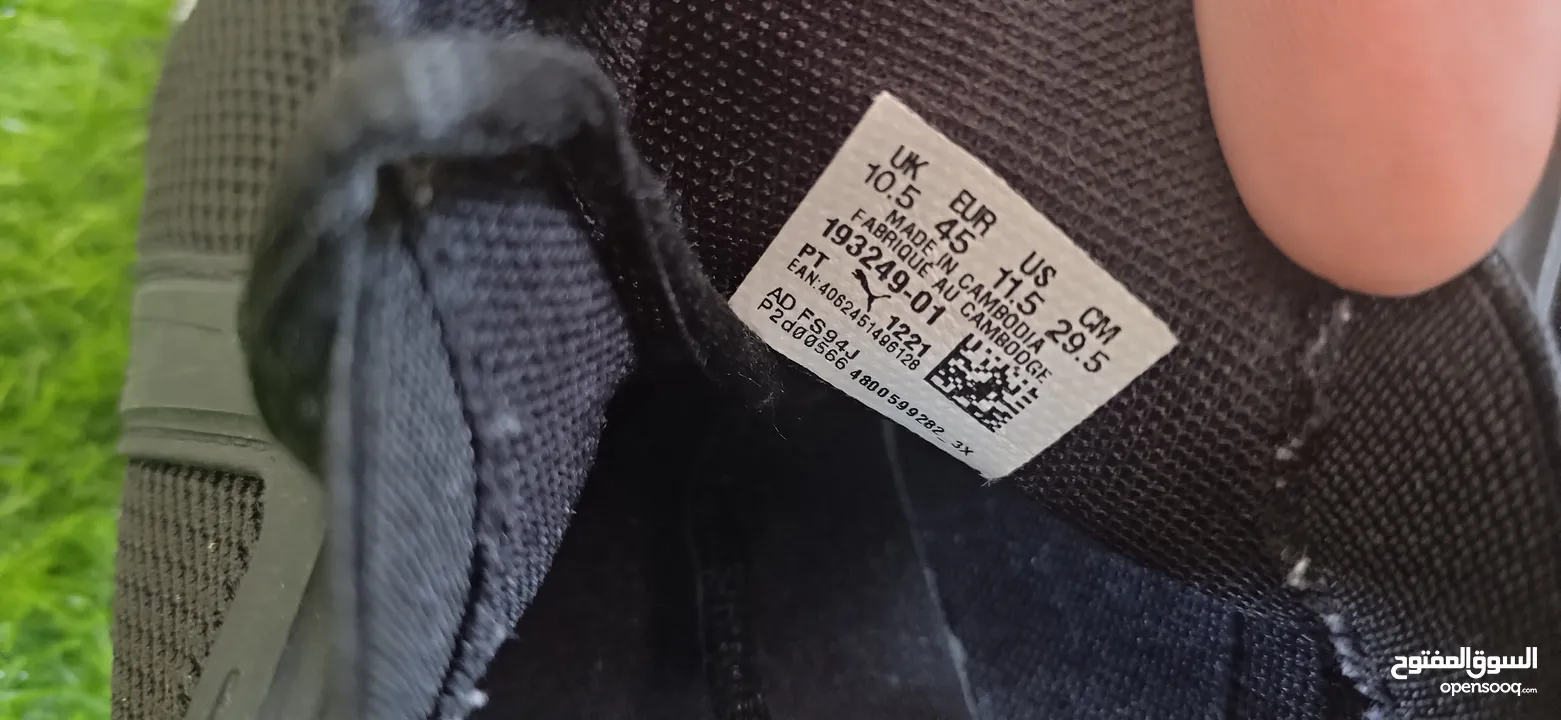 UK EUR US CM
10.5 45 11.5 29.5
MADE IN CAMBODIA
FABRIQUE AU CAMBODGE
193249-01
PT 1221
EAN:4062451486128
AD FS94J
P2d00566 4800599282_3X
السوق المفتوح
opensooq.com